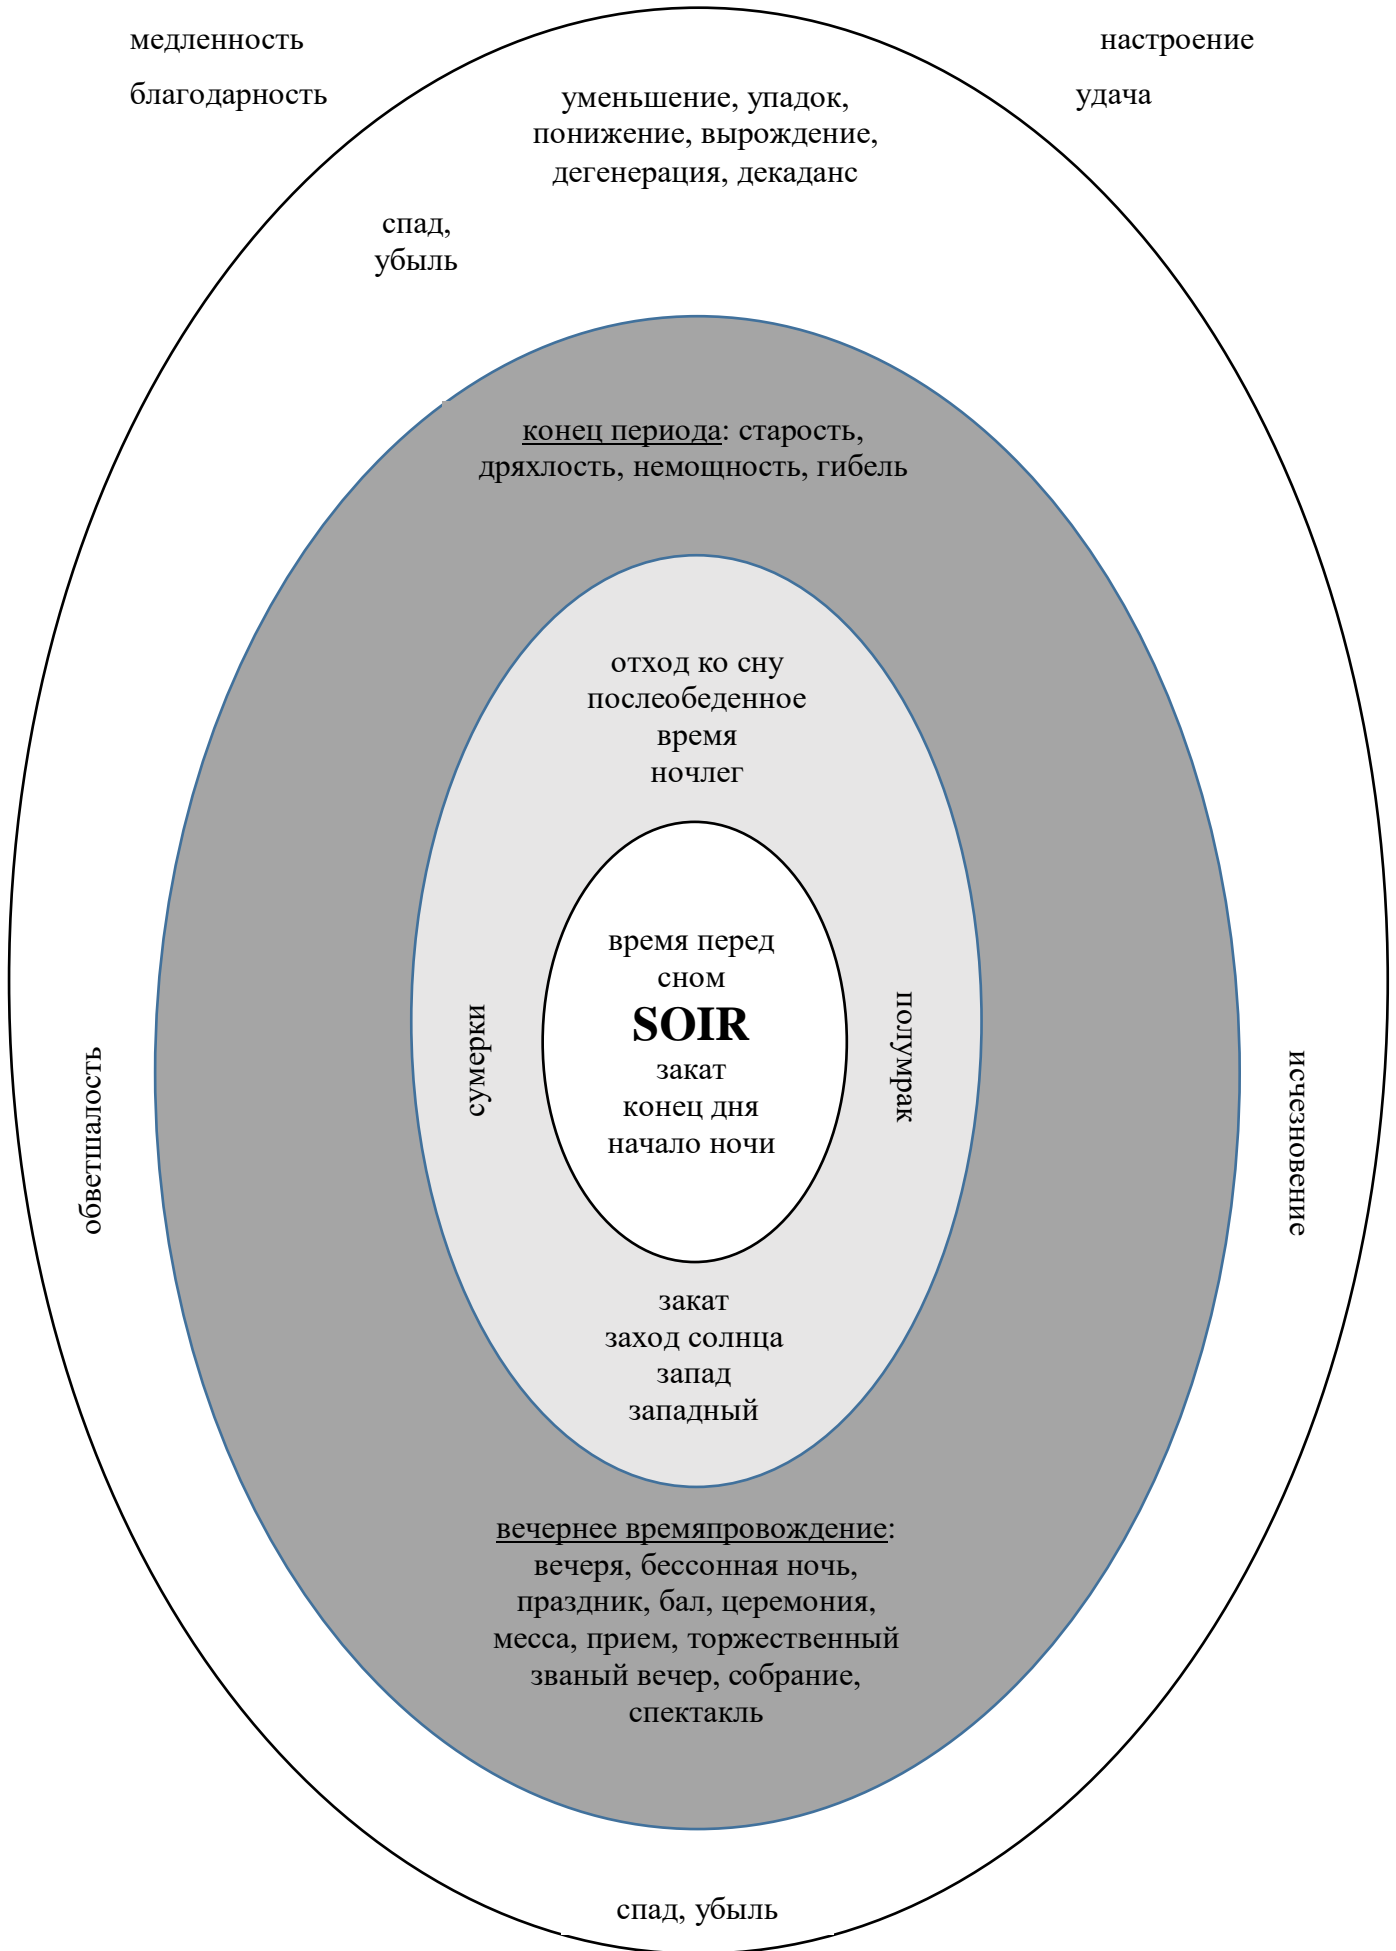 медленность
настроение
благодарность
удача
уменьшение, упадок,
понижение, вырождение,
дегенерация, декаданс
спад,
убыль
конец периода: старость,
дряхлость, немощность, гибель
отход ко сну
послеобеденное
время
ночлег
время перед
сном
SOIR
закат
конец дня
начало ночи
сумерки
полумрак
обветшалость
исчезновение
закат
заход солнца
запад
западный
вечернее времяпровождение:
вечеря, бессонная ночь,
праздник, бал, церемония,
месса, прием, торжественный
званый вечер, собрание,
спектакль
спад, убыль